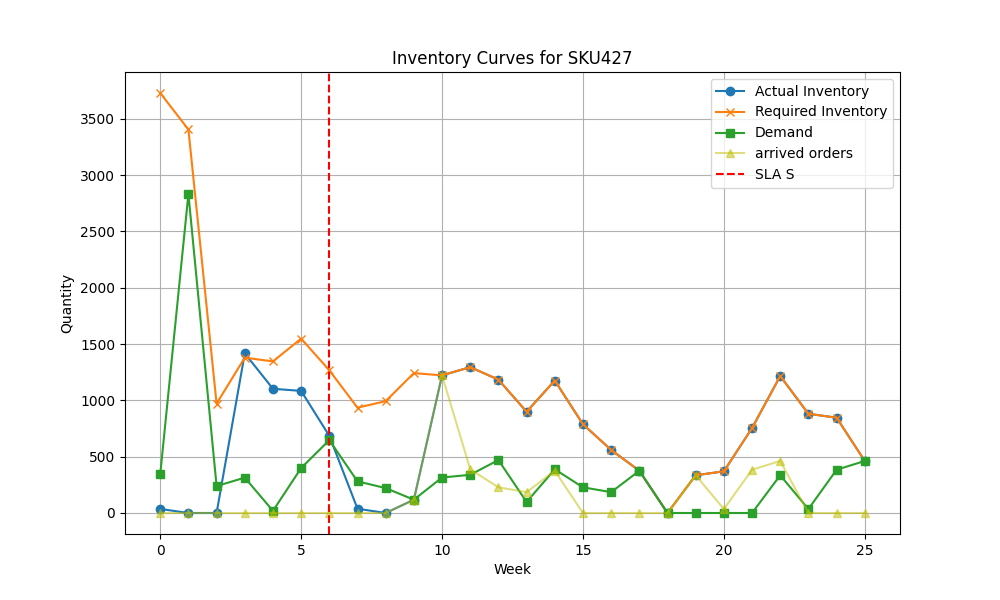 Inventory Curves for SKU427
Actual Inventory
Required Inventory
Demand
arrived orders
SLA S
Quantity
3500
3000
2500
2000
1500
1000
500
0
0 5 10 15 20 25
Week